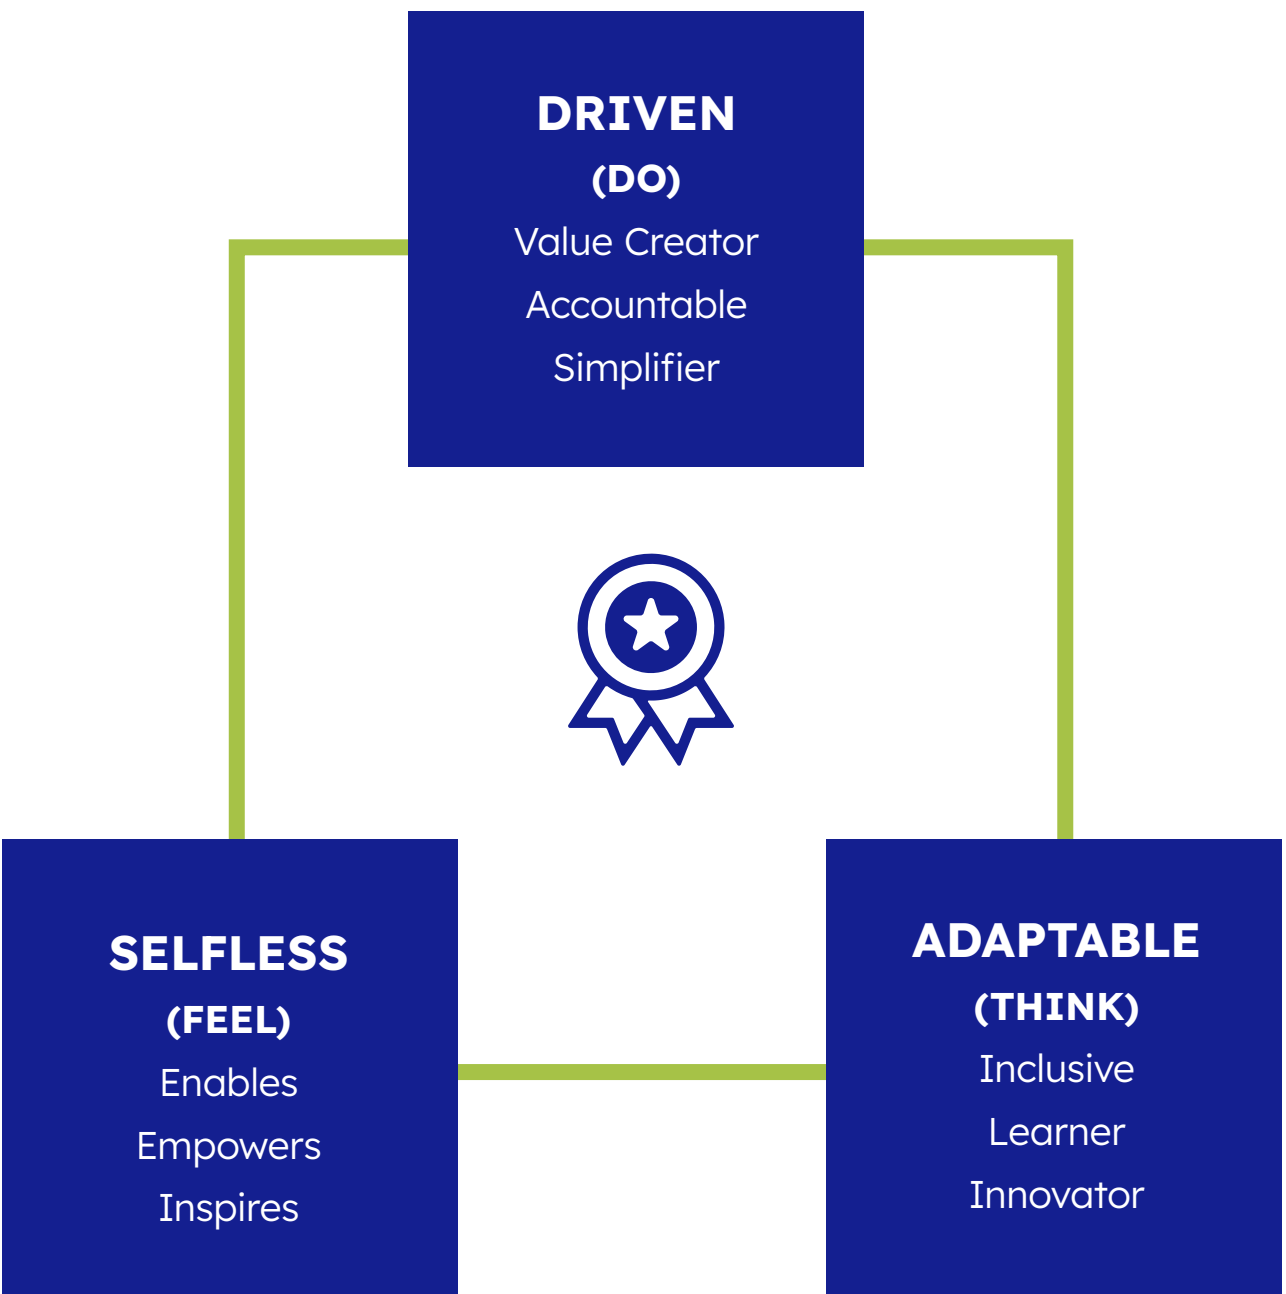 DRIVEN
(DO)
Value Creator
Accountable
Simplifier
SELFLESS
(FEEL)
Enables
Empowers
Inspires
ADAPTABLE
(THINK)
Inclusive
Learner
Innovator